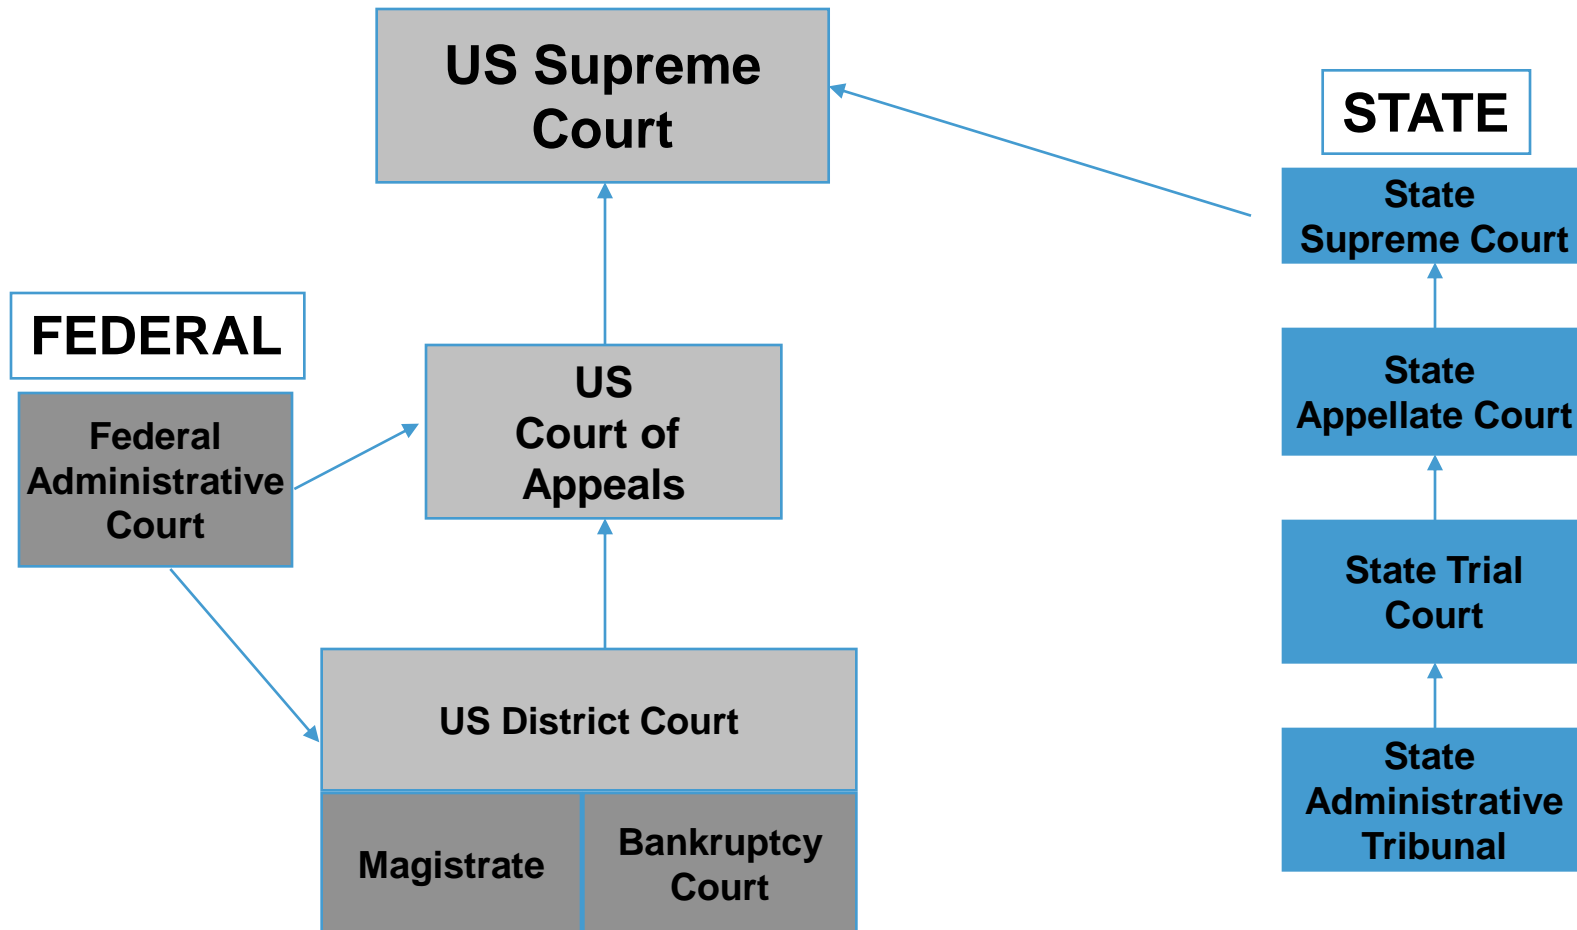 US Supreme
Court
FEDERAL
Federal
Administrative
Court
US
Court of
Appeals
US District Court
Magistrate
Bankruptcy
Court
STATE
State
Supreme Court
State
Appellate Court
State Trial
Court
State
Administrative
Tribunal